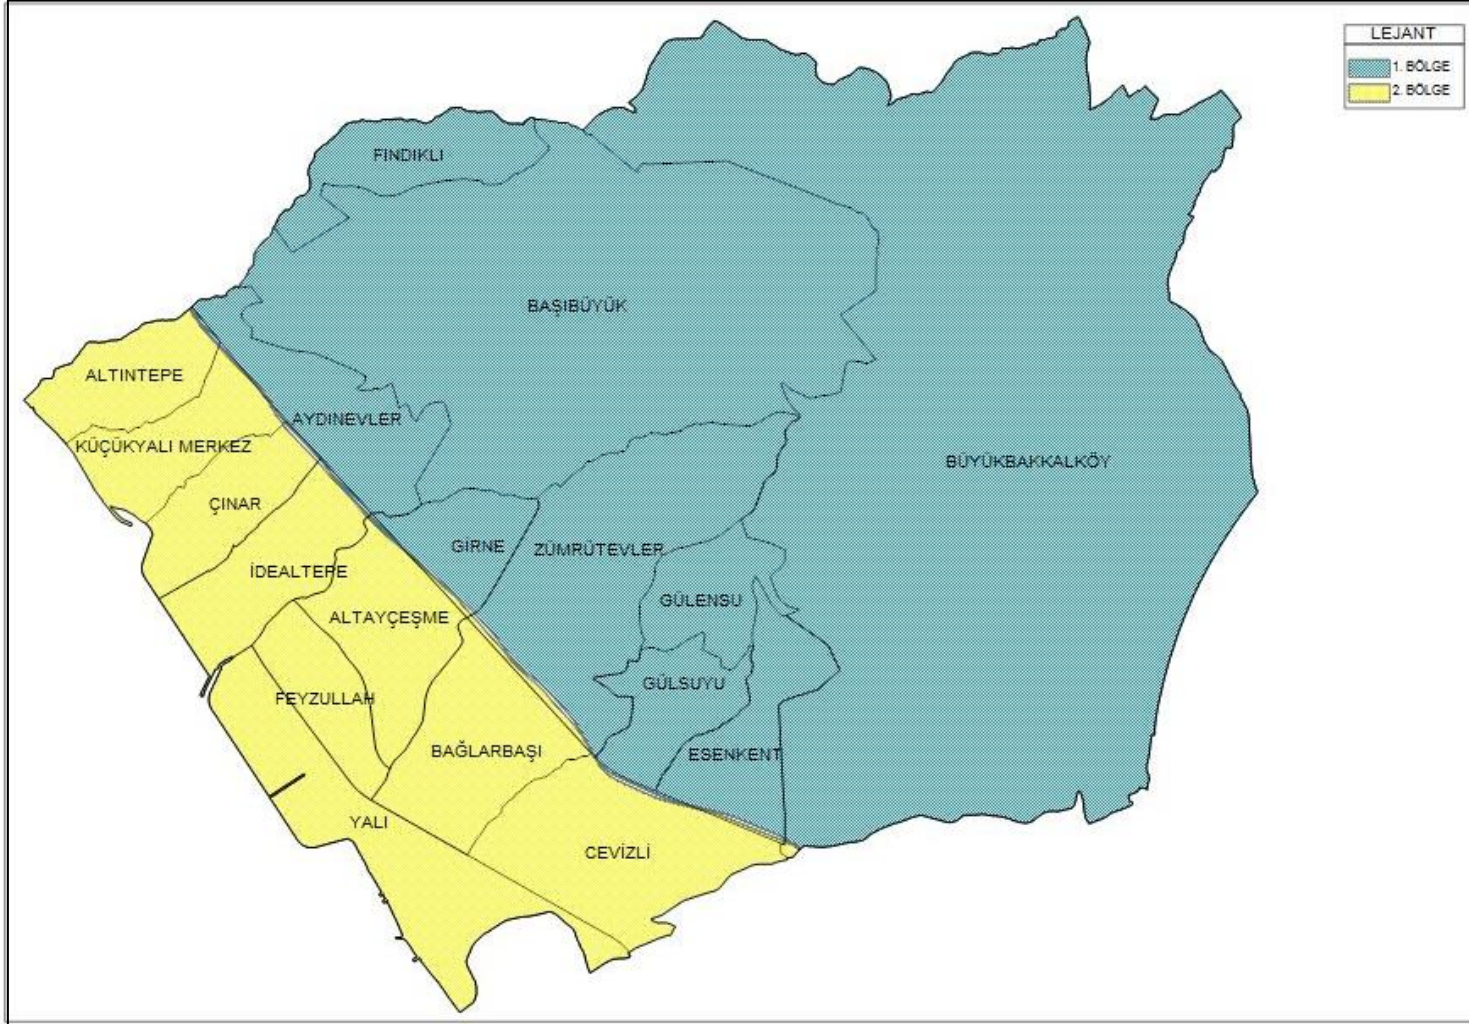 LEJANT
1. BÖLGE
2. BÖLGE
FINDIKLI
BAŞIBÜYÜK
ALTINTEPE
AYDINEVLER
KÜÇÜKYALI MERKEZ
BÜYÜKBAKKALKÖY
ÇINAR
GİRNE
ZÜMRÜTEVLER
İDEALTEPE
GÜLENSU
ALTAYÇEŞME
GÜLSUYU
FEYZULLAH
BAĞLARBAŞI
ESENKENT
YALI
CEVİZLİ